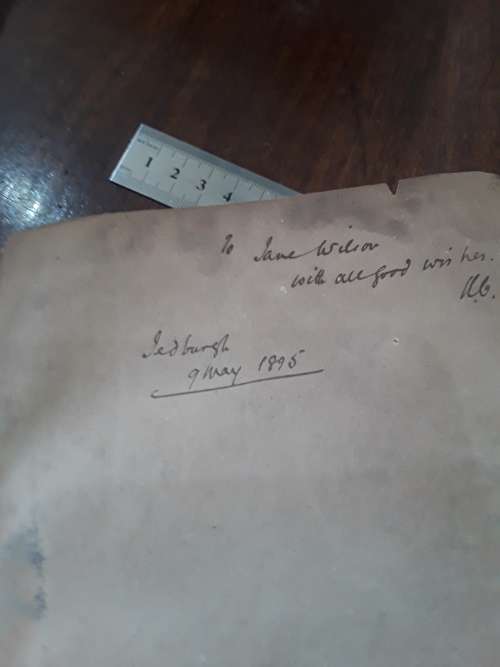 1 2 3 4
To Jane Wilson
with all good wishes.
Jedburgh
9 May 1895